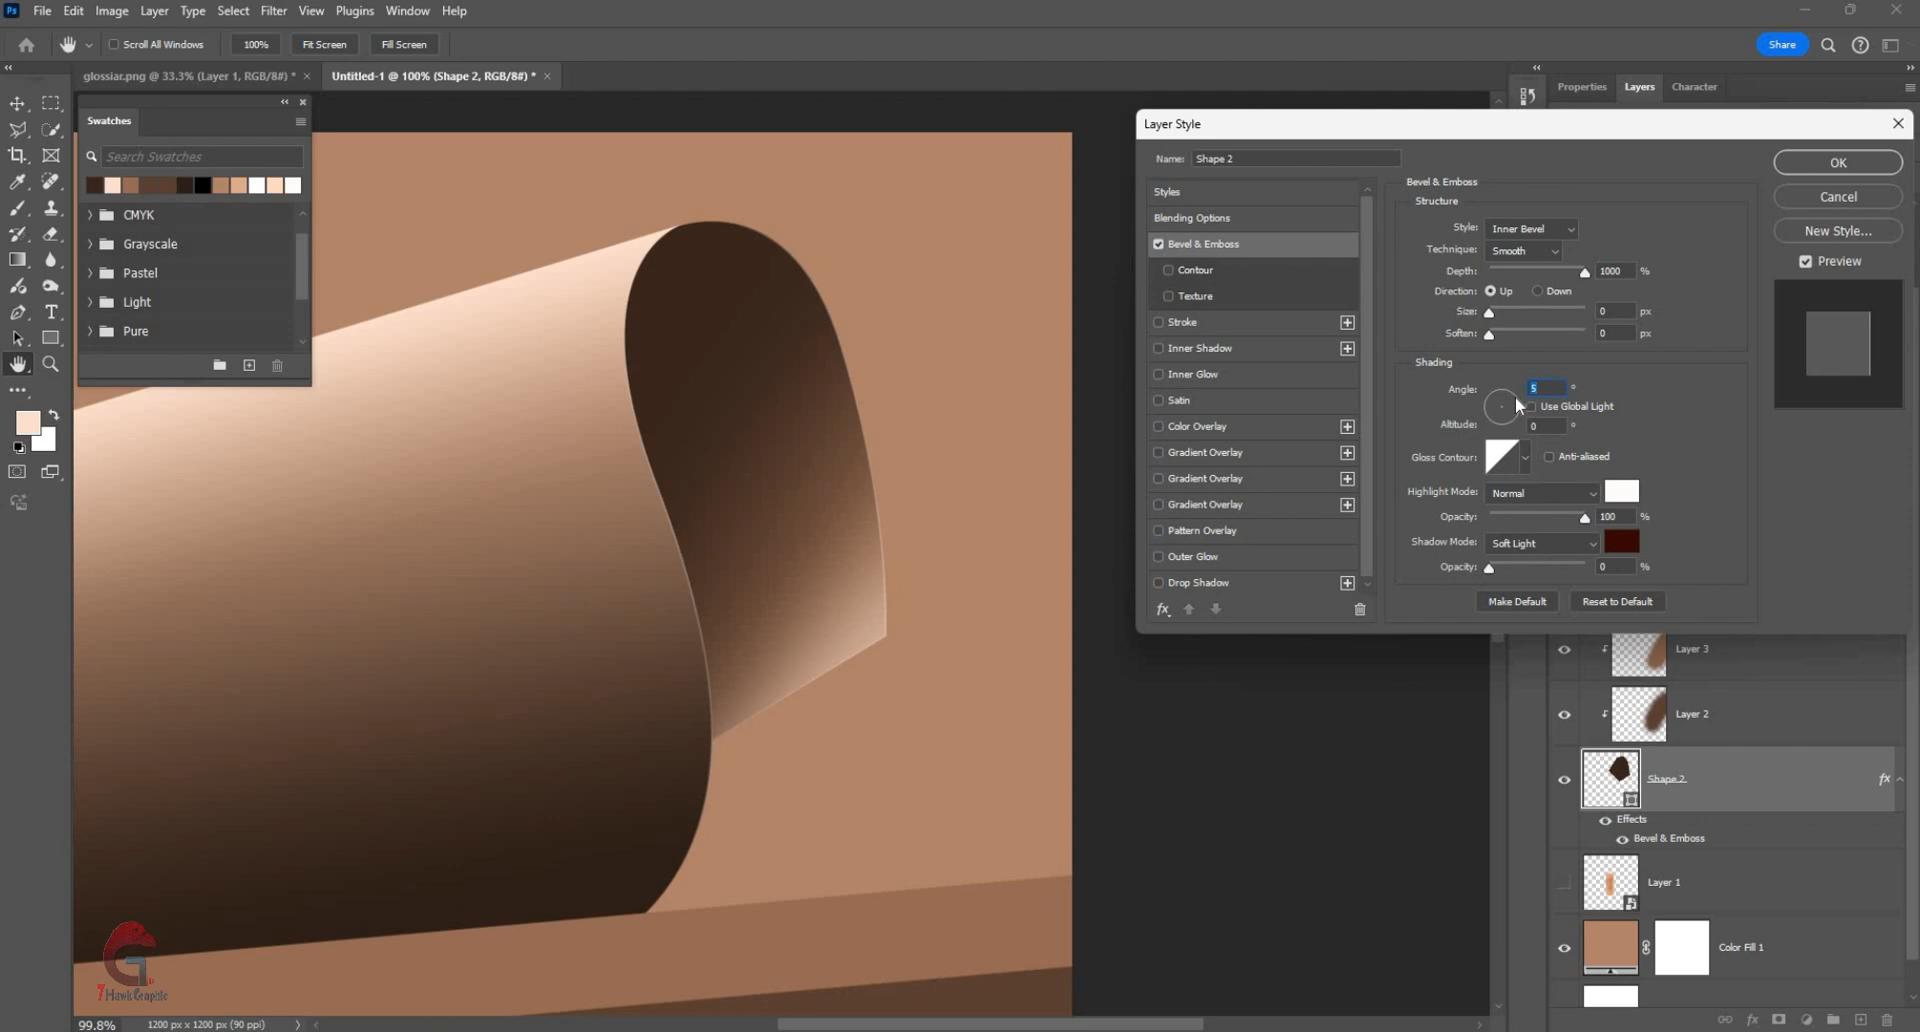 Ps File Edit Image Layer Type Select Filter View Plugins Window Help
Scroll All Windows 100% Fit Screen Fill Screen Share
glossiar.png @ 33.3% (Layer 1, RGB/8#) * × Untitled-1 @ 100% (Shape 2, RGB/8#) * ×
Properties Layers Character
Swatches
Search Swatches
CMYK
Grayscale
Pastel
Light
Pure
Layer Style
Name: Shape 2
Styles
Blending Options
Bevel & Emboss
Contour
Texture
Stroke
Inner Shadow
Inner Glow
Satin
Color Overlay
Gradient Overlay
Gradient Overlay
Gradient Overlay
Pattern Overlay
Outer Glow
Drop Shadow
fx
Bevel & Emboss
Structure
Style: Inner Bevel
Technique: Smooth
Depth: 1000 %
Direction: Up Down
Size: 0 px
Soften: 0 px
Shading
Angle: 5 °
Use Global Light
Altitude: 0 °
Gloss Contour: Anti-aliased
Highlight Mode: Normal
Opacity: 100 %
Shadow Mode: Soft Light
Opacity: 0 %
Make Default Reset to Default
OK
Cancel
New Style...
Preview
Layer 3
Layer 2
Shape 2 fx
Effects
Bevel & Emboss
Layer 1
Color Fill 1
fx
7 Hawk Graphic
99.8% 1200 px x 1200 px (90 ppi)